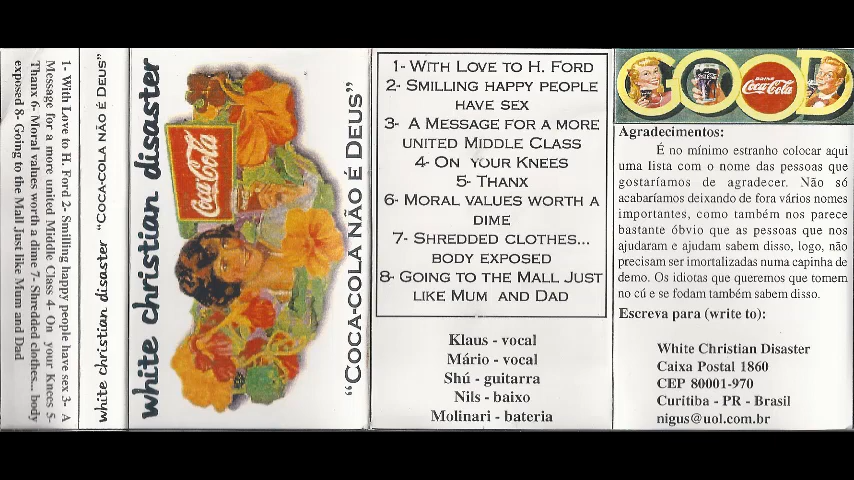 1- With Love to H. Ford 2- Smilling happy people have sex 3- A
Message for a more united Middle Class 4- On your Knees 5-
Thanx 6- Moral values worth a dime 7- Shredded clothes... body
exposed 8- Going to the Mall Just like Mum and Dad
white christian disaster "COCA-COLA NÃO É DEUS"
white christian disaster
Coca-Cola
"COCA-COLA NÃO É DEUS"
1- WITH LOVE TO H. FORD
2- SMILLING HAPPY PEOPLE
HAVE SEX
3- A MESSAGE FOR A MORE
UNITED MIDDLE CLASS
4- ON YOUR KNEES
5- THANX
6- MORAL VALUES WORTH A
DIME
7- SHREDDED CLOTHES...
BODY EXPOSED
8- GOING TO THE MALL JUST
LIKE MUM AND DAD
Klaus - vocal
Mário - vocal
Shú - guitarra
Nils - baixo
Molinari - bateria
GOOD
DRINK
Coca-Cola
Agradecimentos:
É no mínimo estranho colocar aqui
uma lista com o nome das pessoas que
gostaríamos de agradecer. Não só
acabaríamos deixando de fora vários nomes
importantes, como também nos parece
bastante óbvio que as pessoas que nos
ajudaram e ajudam sabem disso, logo, não
precisam ser imortalizadas numa capinha de
demo. Os idiotas que queremos que tomem
no cú e se fodam também sabem disso.
Escreva para (write to):
White Christian Disaster
Caixa Postal 1860
CEP 80001-970
Curitiba - PR - Brasil
nigus@uol.com.br